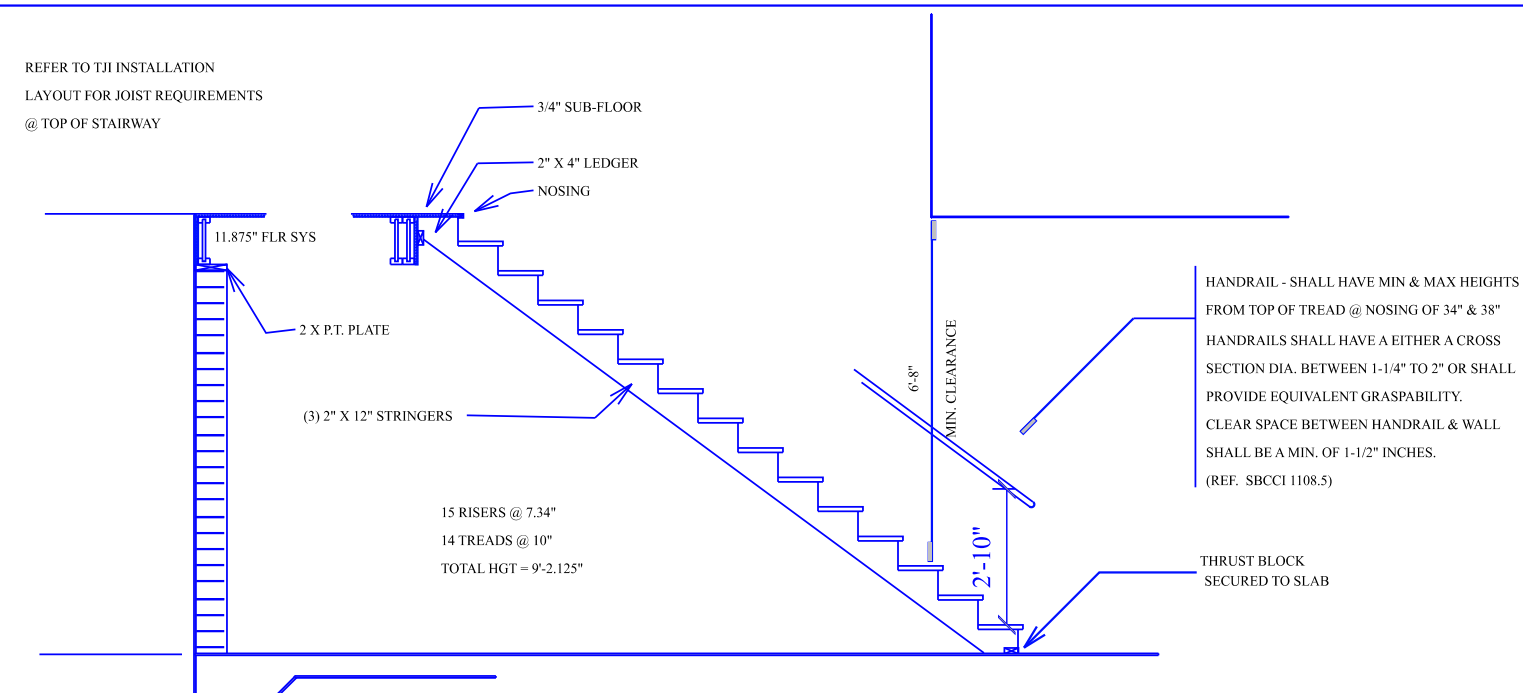 REFER TO TJI INSTALLATION
LAYOUT FOR JOIST REQUIREMENTS
@ TOP OF STAIRWAY
3/4" SUB-FLOOR
2" X 4" LEDGER
NOSING
11.875" FLR SYS
2 X P.T. PLATE
(3) 2" X 12" STRINGERS
15 RISERS @ 7.34"
14 TREADS @ 10"
TOTAL HGT = 9'-2.125"
6'-8"
MIN. CLEARANCE
2'-10"
HANDRAIL - SHALL HAVE MIN & MAX HEIGHTS
FROM TOP OF TREAD @ NOSING OF 34" & 38"
HANDRAILS SHALL HAVE A EITHER A CROSS
SECTION DIA. BETWEEN 1-1/4" TO 2" OR SHALL
PROVIDE EQUIVALENT GRASPABILITY.
CLEAR SPACE BETWEEN HANDRAIL & WALL
SHALL BE A MIN. OF 1-1/2" INCHES.
(REF. SBCCI 1108.5)
THRUST BLOCK
SECURED TO SLAB